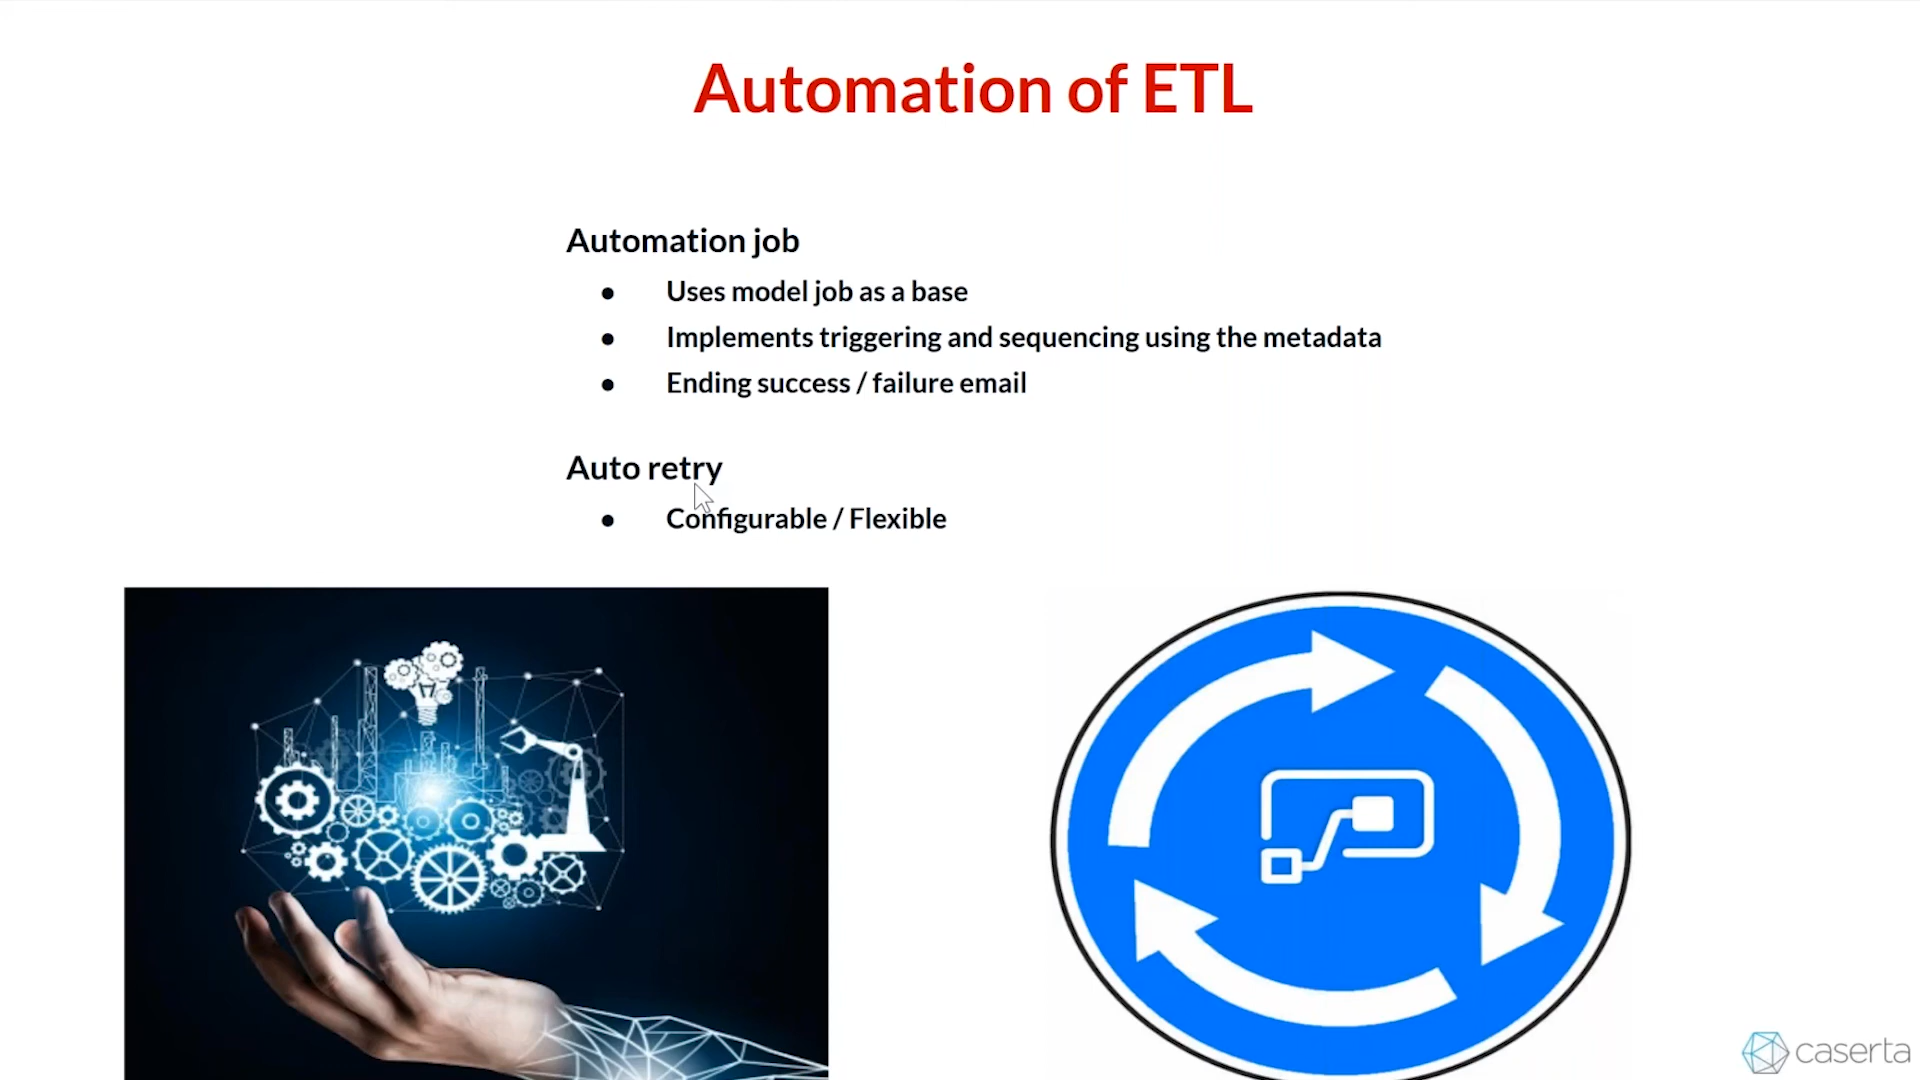 Automation of ETL
Automation job
● Uses model job as a base
● Implements triggering and sequencing using the metadata
● Ending success / failure email
Auto retry
● Configurable / Flexible
caserta